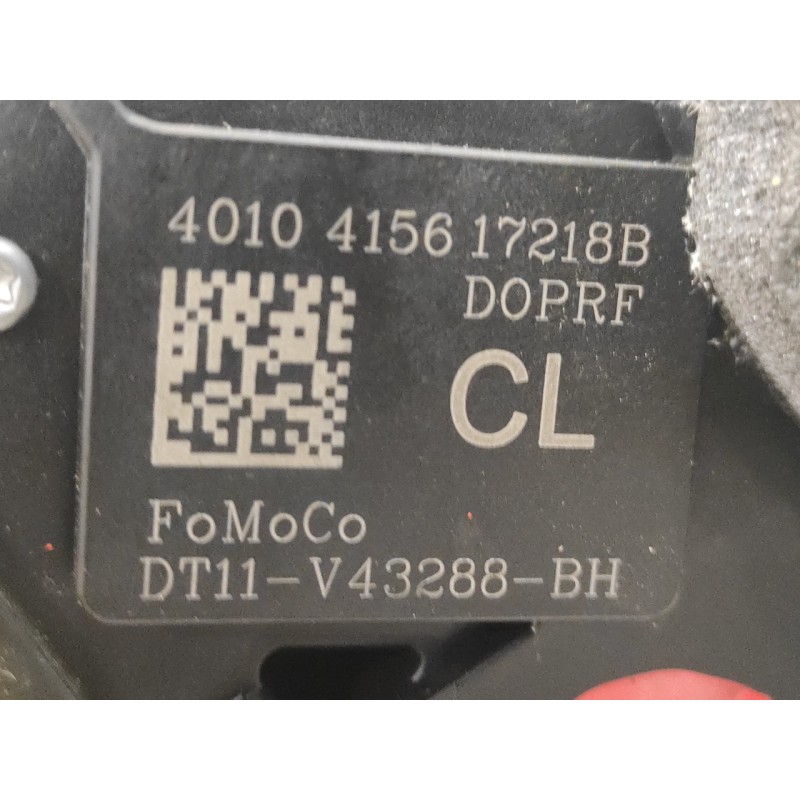 4010 4156 17218B
DOPRF
CL
FoMoCo
DT11-V43288-BH